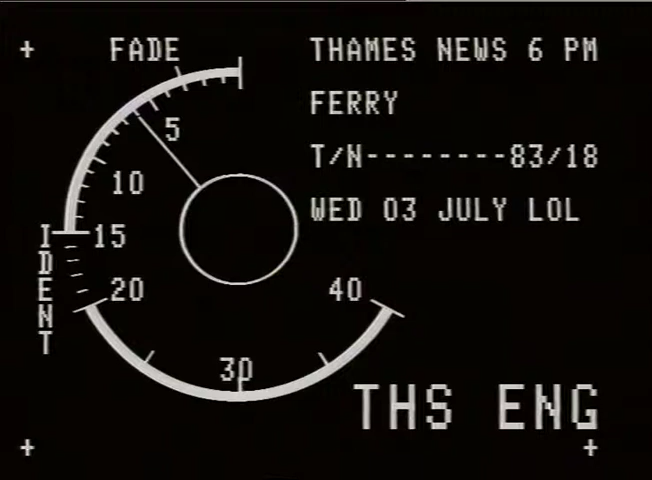 FADE
THAMES NEWS 6 PM
FERRY
T/N--------83/18
WED 03 JULY LOL
5
10
15
IDENT
20
30
40
THS ENG